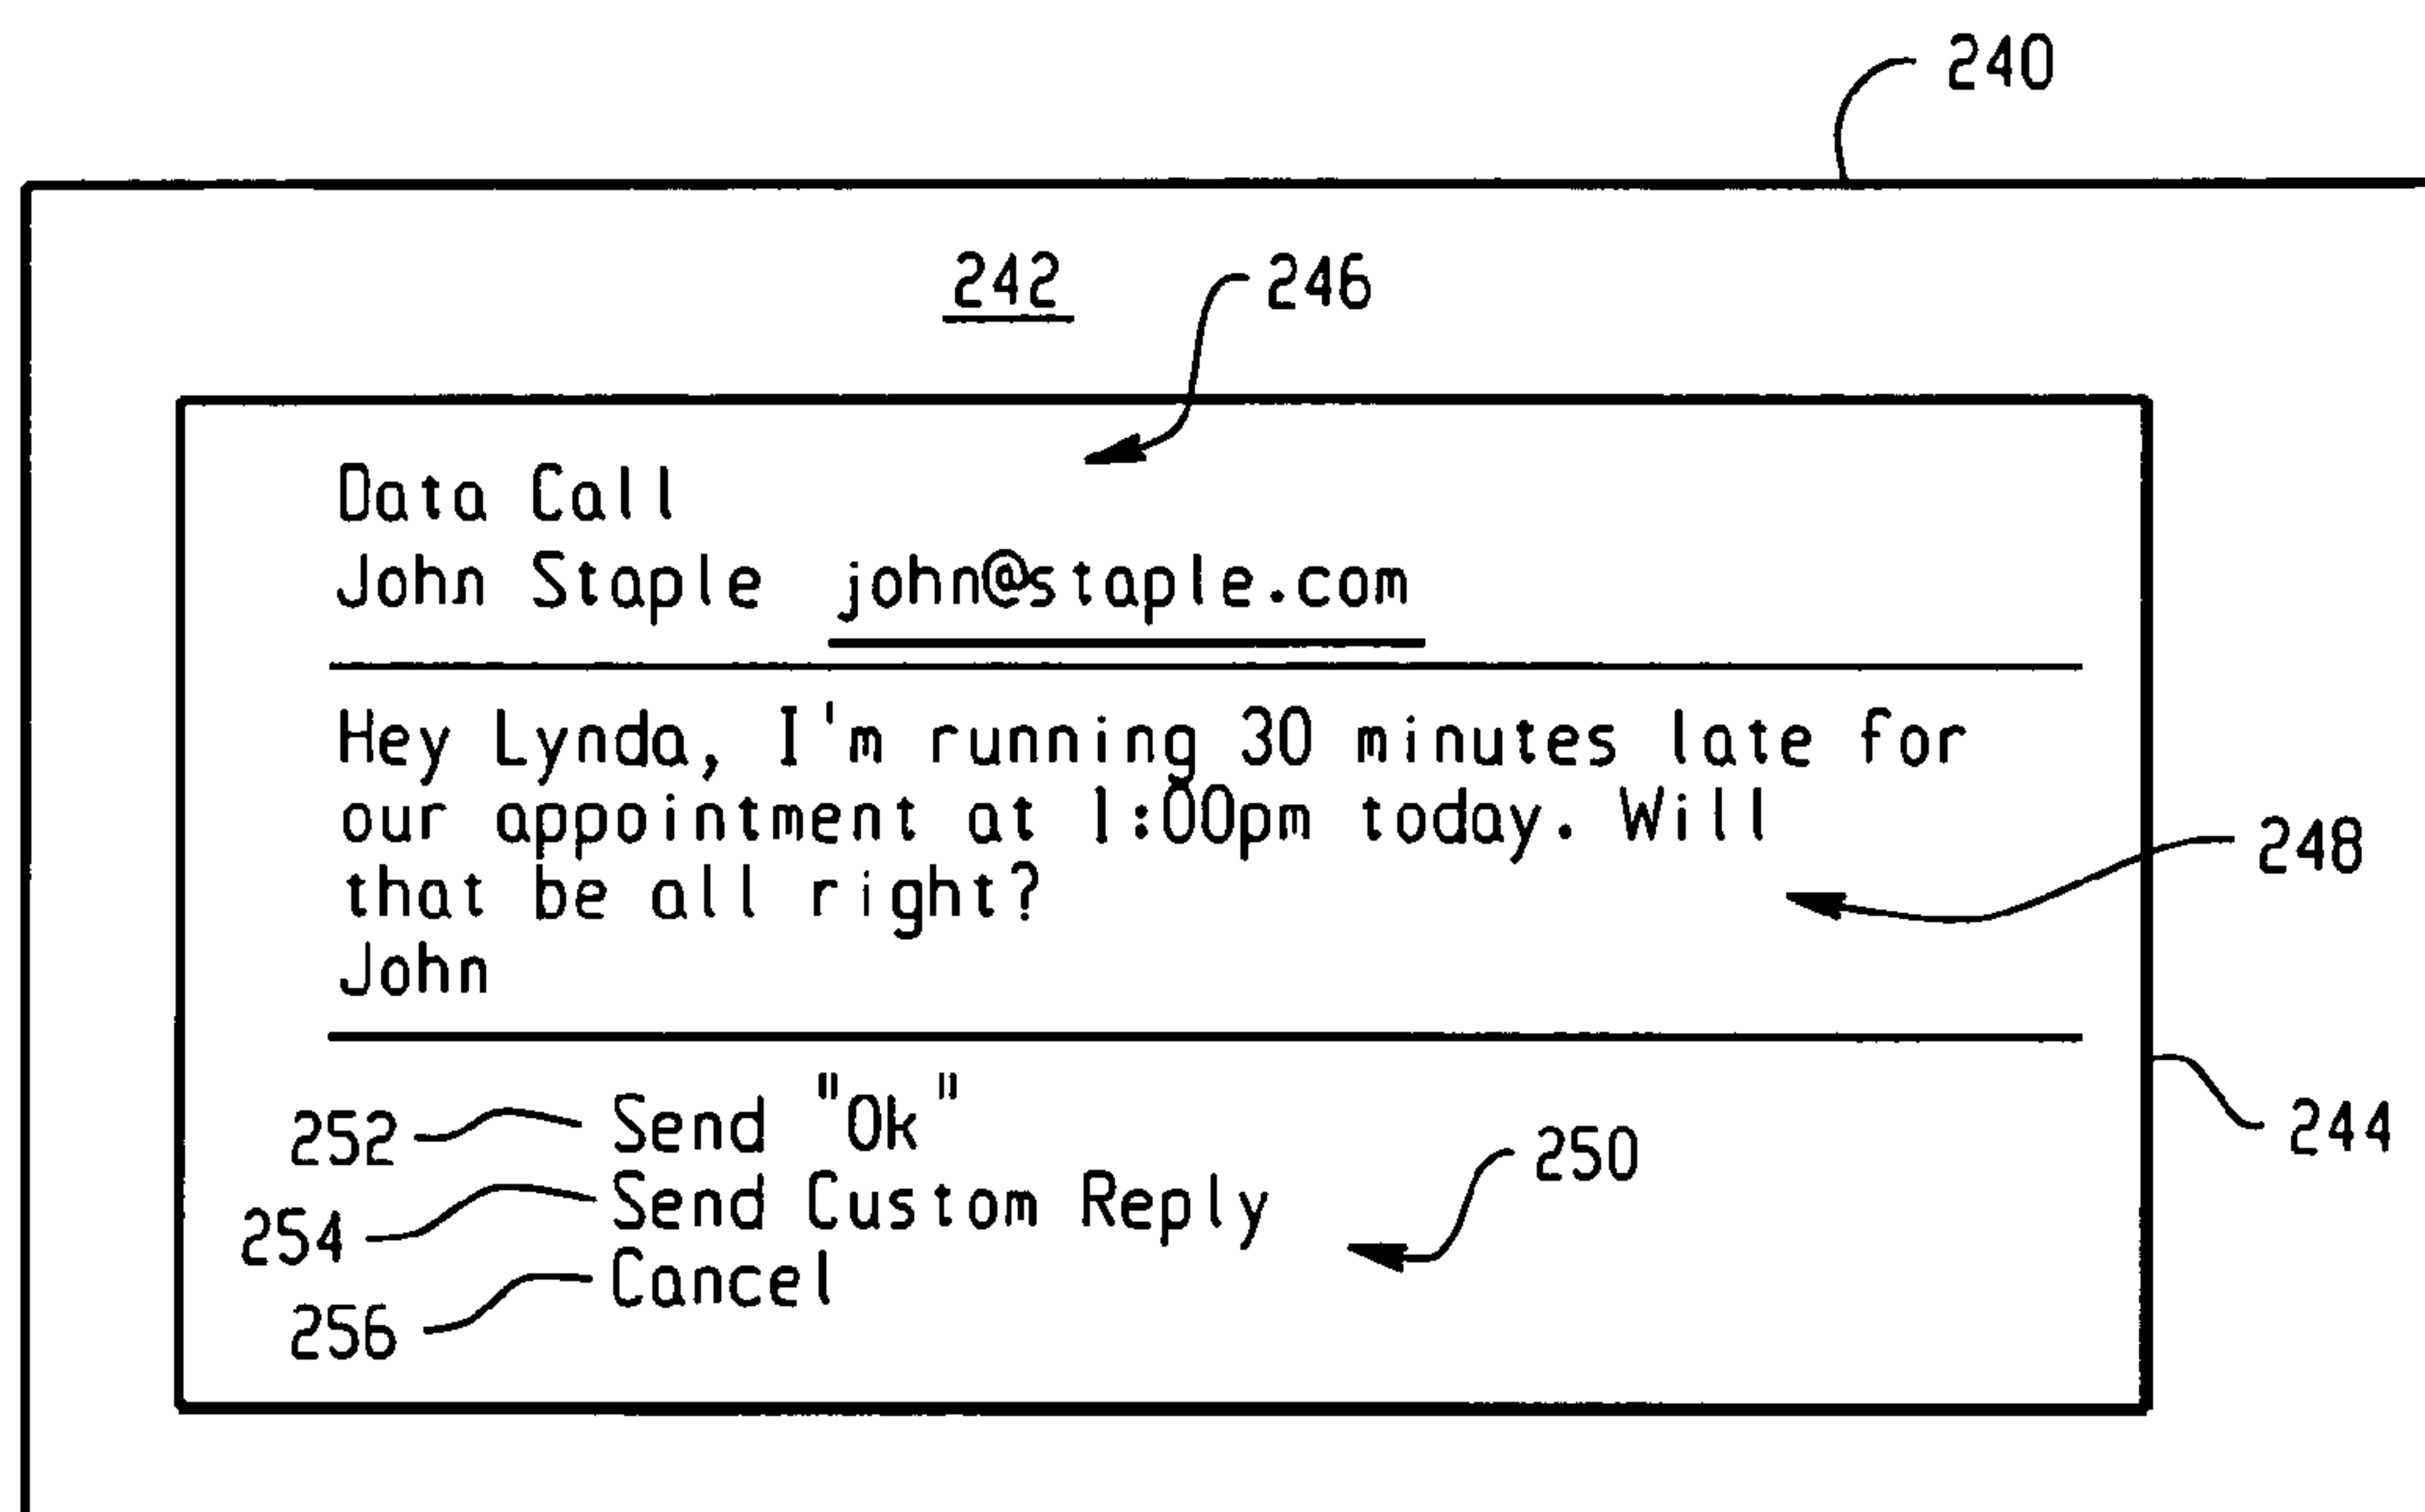 240
242 246
Data Call
John Staple john@staple.com
Hey Lynda, I'm running 30 minutes late for
our appointment at 1:00pm today. Will
that be all right?
248
John
252 Send "Ok"
250 244
254 Send Custom Reply
256 Cancel